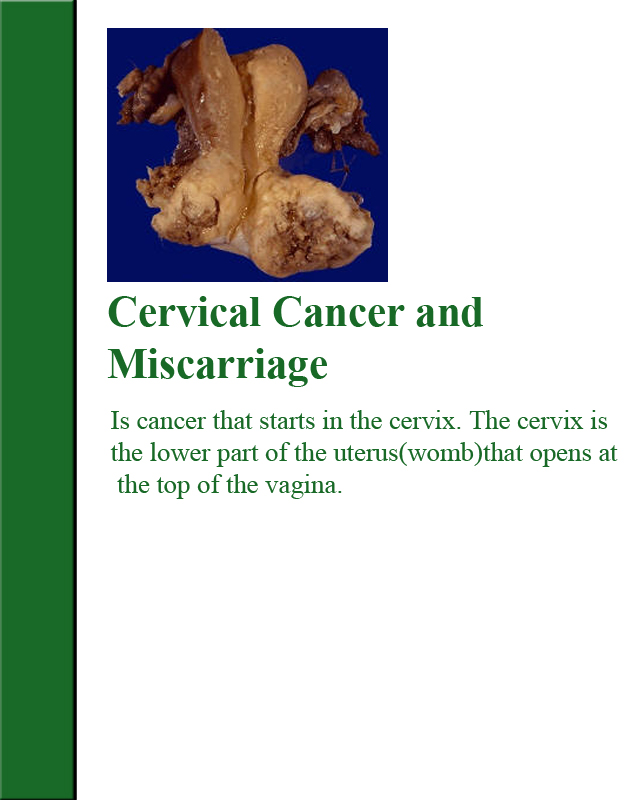 Cervical Cancer and
Miscarriage
Is cancer that starts in the cervix. The cervix is
the lower part of the uterus(womb)that opens at
the top of the vagina.